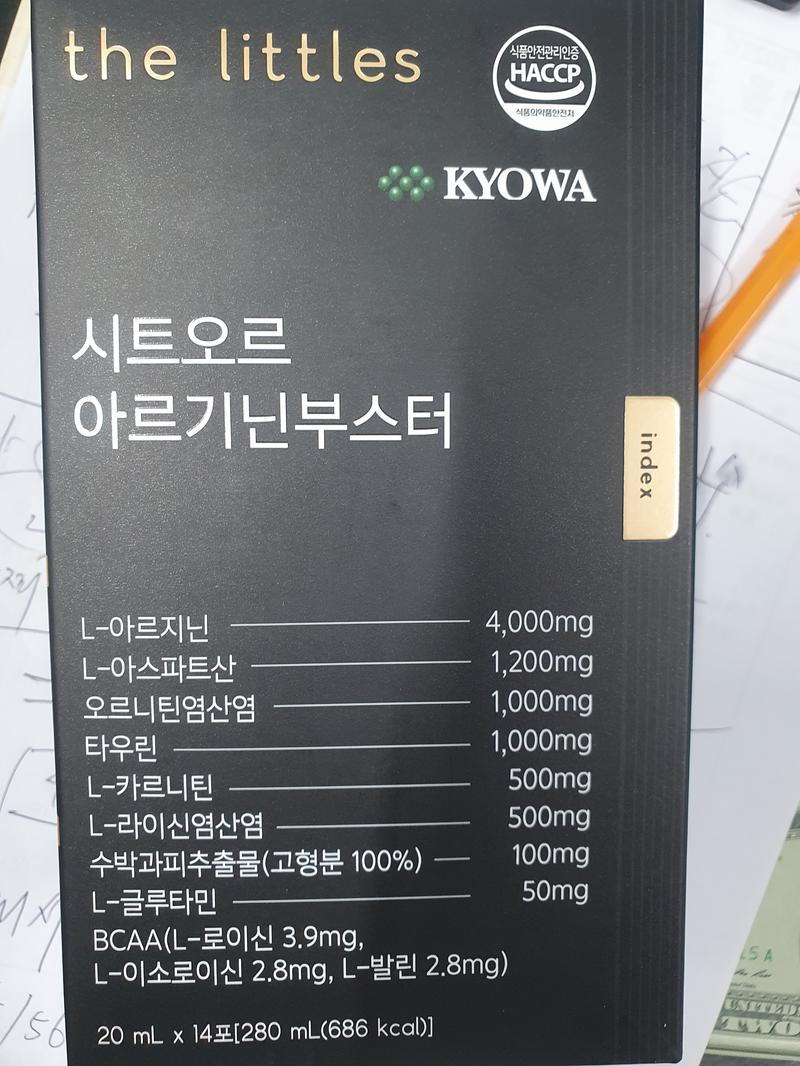 the littles
식품안전관리인증
HACCP
식품의약품안전처
KYOWA
시트오르
아르기닌부스터
index
L-아르지닌 4,000mg
L-아스파트산 1,200mg
오르니틴염산염 1,000mg
타우린 1,000mg
L-카르니틴 500mg
L-라이신염산염 500mg
수박과피추출물(고형분 100%) 100mg
L-글루타민 50mg
BCAA(L-로이신 3.9mg,
L-이소로이신 2.8mg, L-발린 2.8mg)
20 mL x 14포[280 mL(686 kcal)]